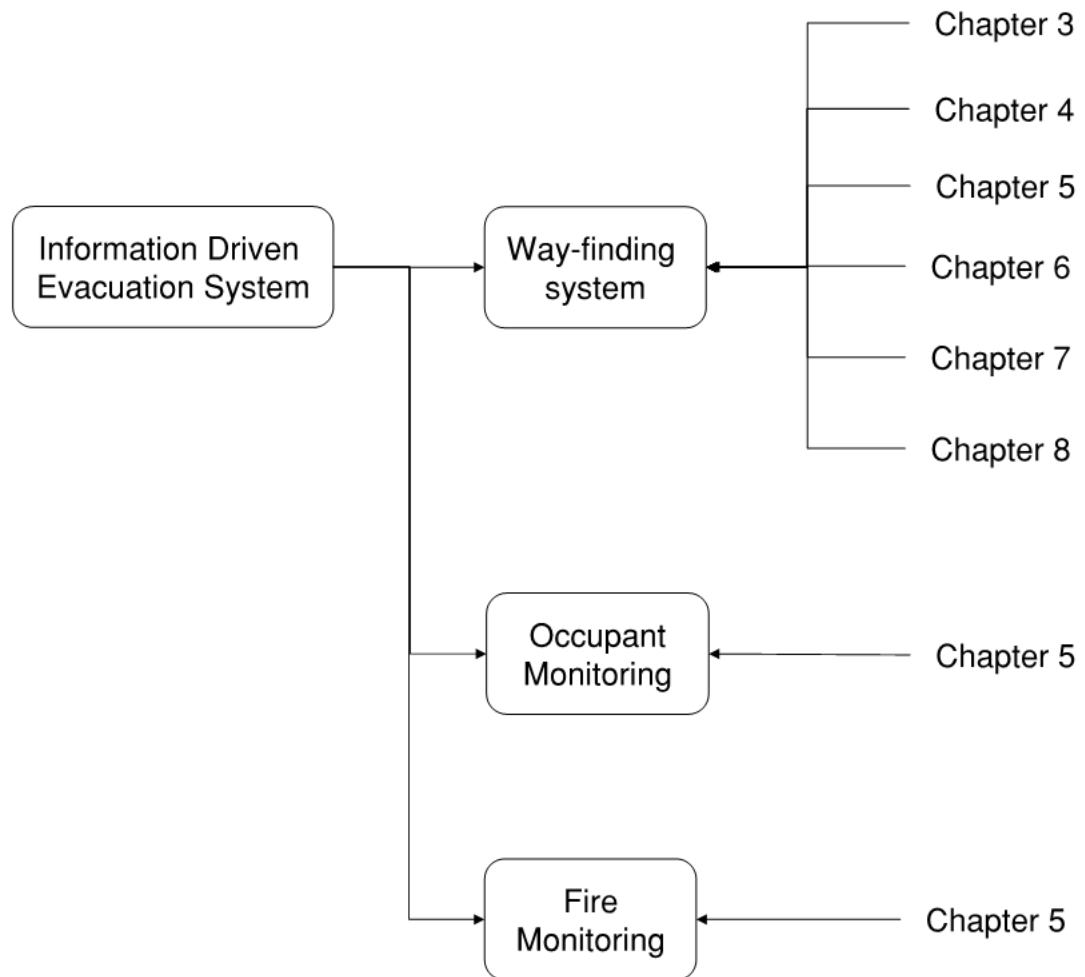 Information Driven
Evacuation System
Way-finding
system
Chapter 3
Chapter 4
Chapter 5
Chapter 6
Chapter 7
Chapter 8
Occupant
Monitoring
Chapter 5
Fire
Monitoring
Chapter 5